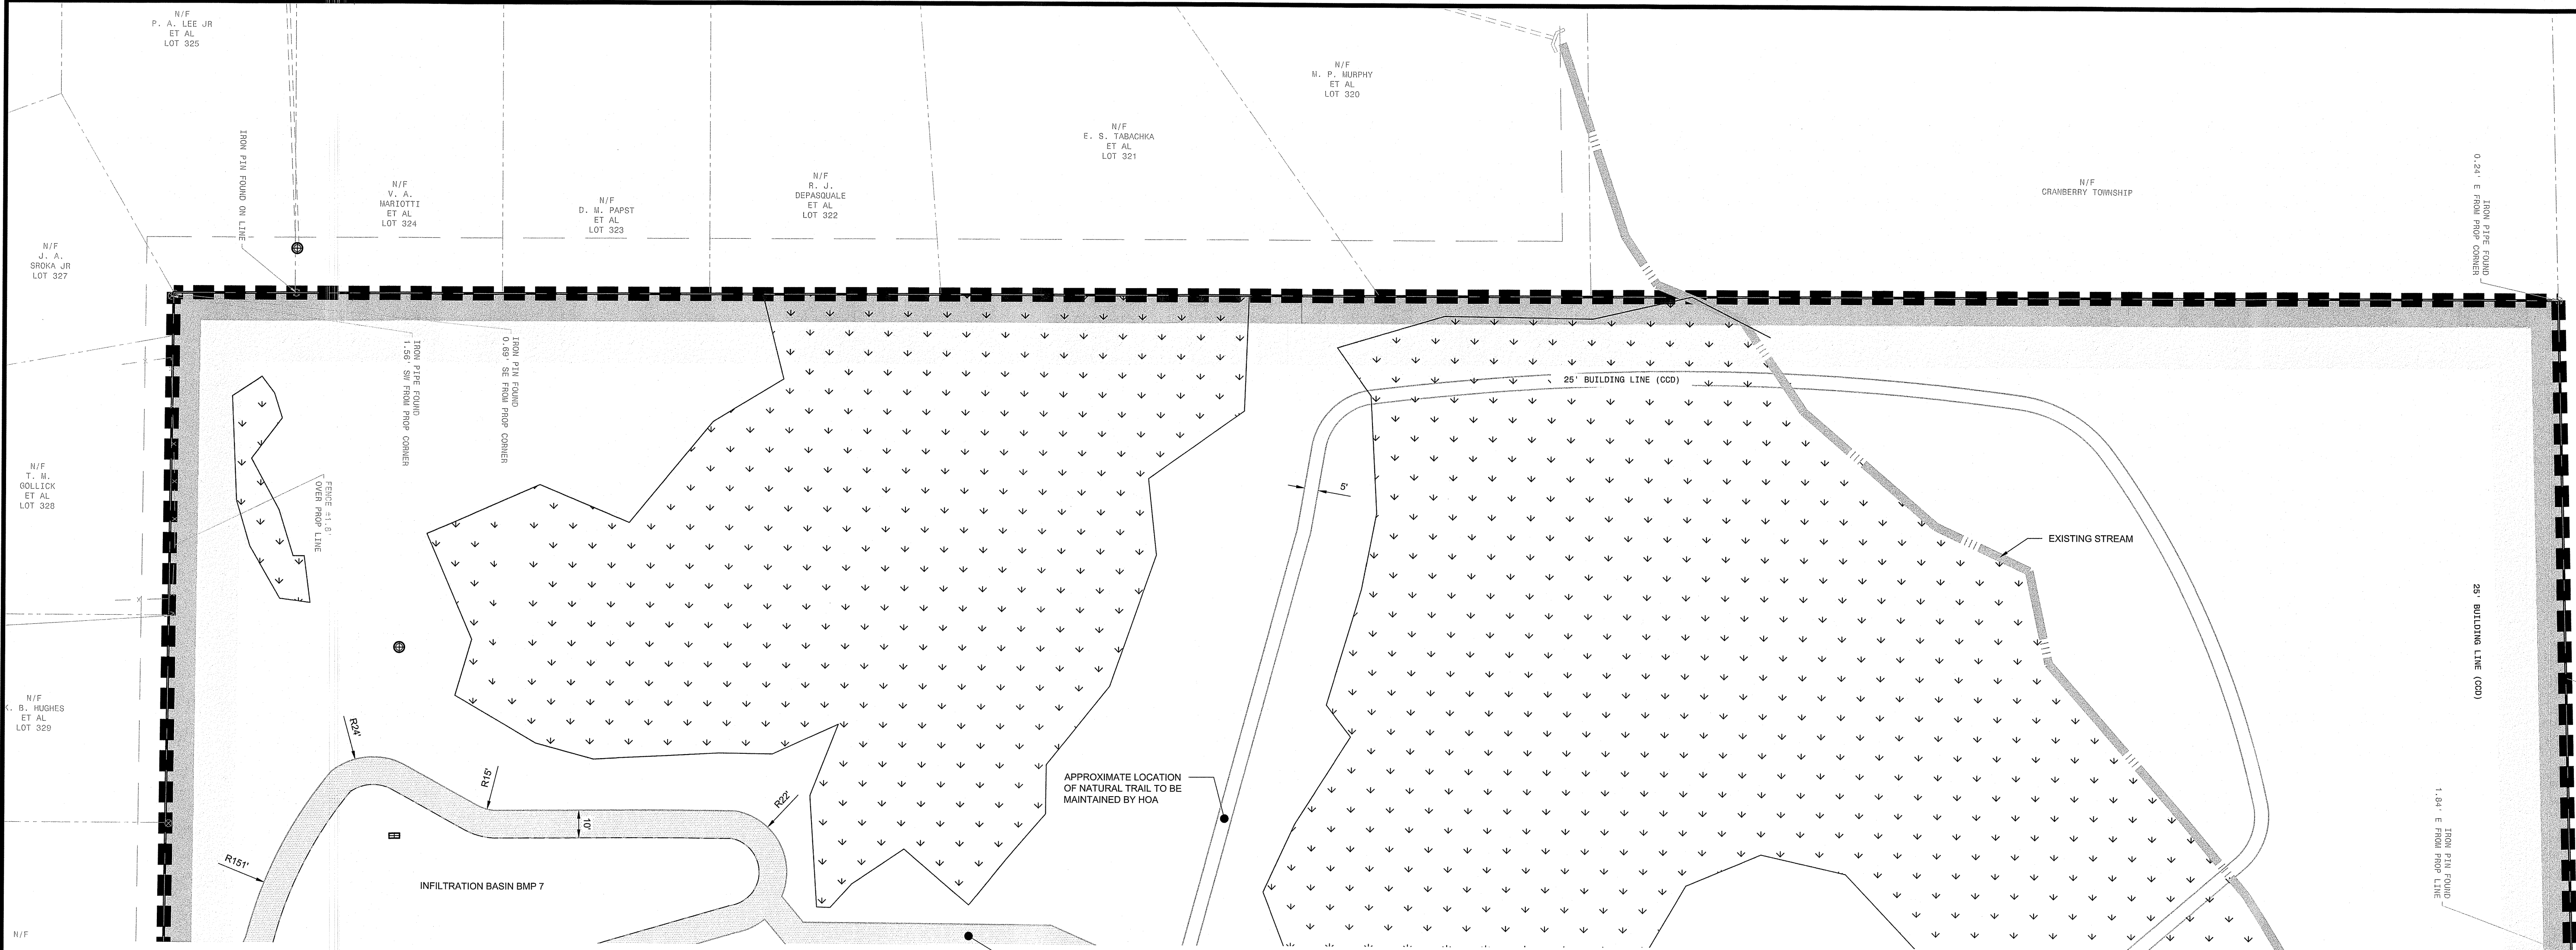 N/F
P. A. LEE JR
ET AL
LOT 325
N/F
M. P. MURPHY
ET AL
LOT 320
N/F
E. S. TABACHKA
ET AL
LOT 321
N/F
R. J.
DEPASQUALE
ET AL
LOT 322
N/F
V. A.
MARIOTTI
ET AL
LOT 324
N/F
D. M. PAPST
ET AL
LOT 323
N/F
CRANBERRY TOWNSHIP
IRON PIN FOUND ON LINE
IRON PIPE FOUND
0.24' E FROM PROP CORNER
N/F
J. A.
SROKA JR
LOT 327
IRON PIPE FOUND
1.56' SW FROM PROP CORNER
IRON PIN FOUND
0.69' SE FROM PROP CORNER
25' BUILDING LINE (CCD)
5'
N/F
T. M.
GOLLICK
ET AL
LOT 328
FENCE ±1.6'
OVER PROP LINE
EXISTING STREAM
25' BUILDING LINE (CCD)
N/F
K. B. HUGHES
ET AL
LOT 329
R24'
R15'
R22'
10'
R151'
APPROXIMATE LOCATION
OF NATURAL TRAIL TO BE
MAINTAINED BY HOA
IRON PIN FOUND
1.84' E FROM PROP LINE
INFILTRATION BASIN BMP 7
N/F